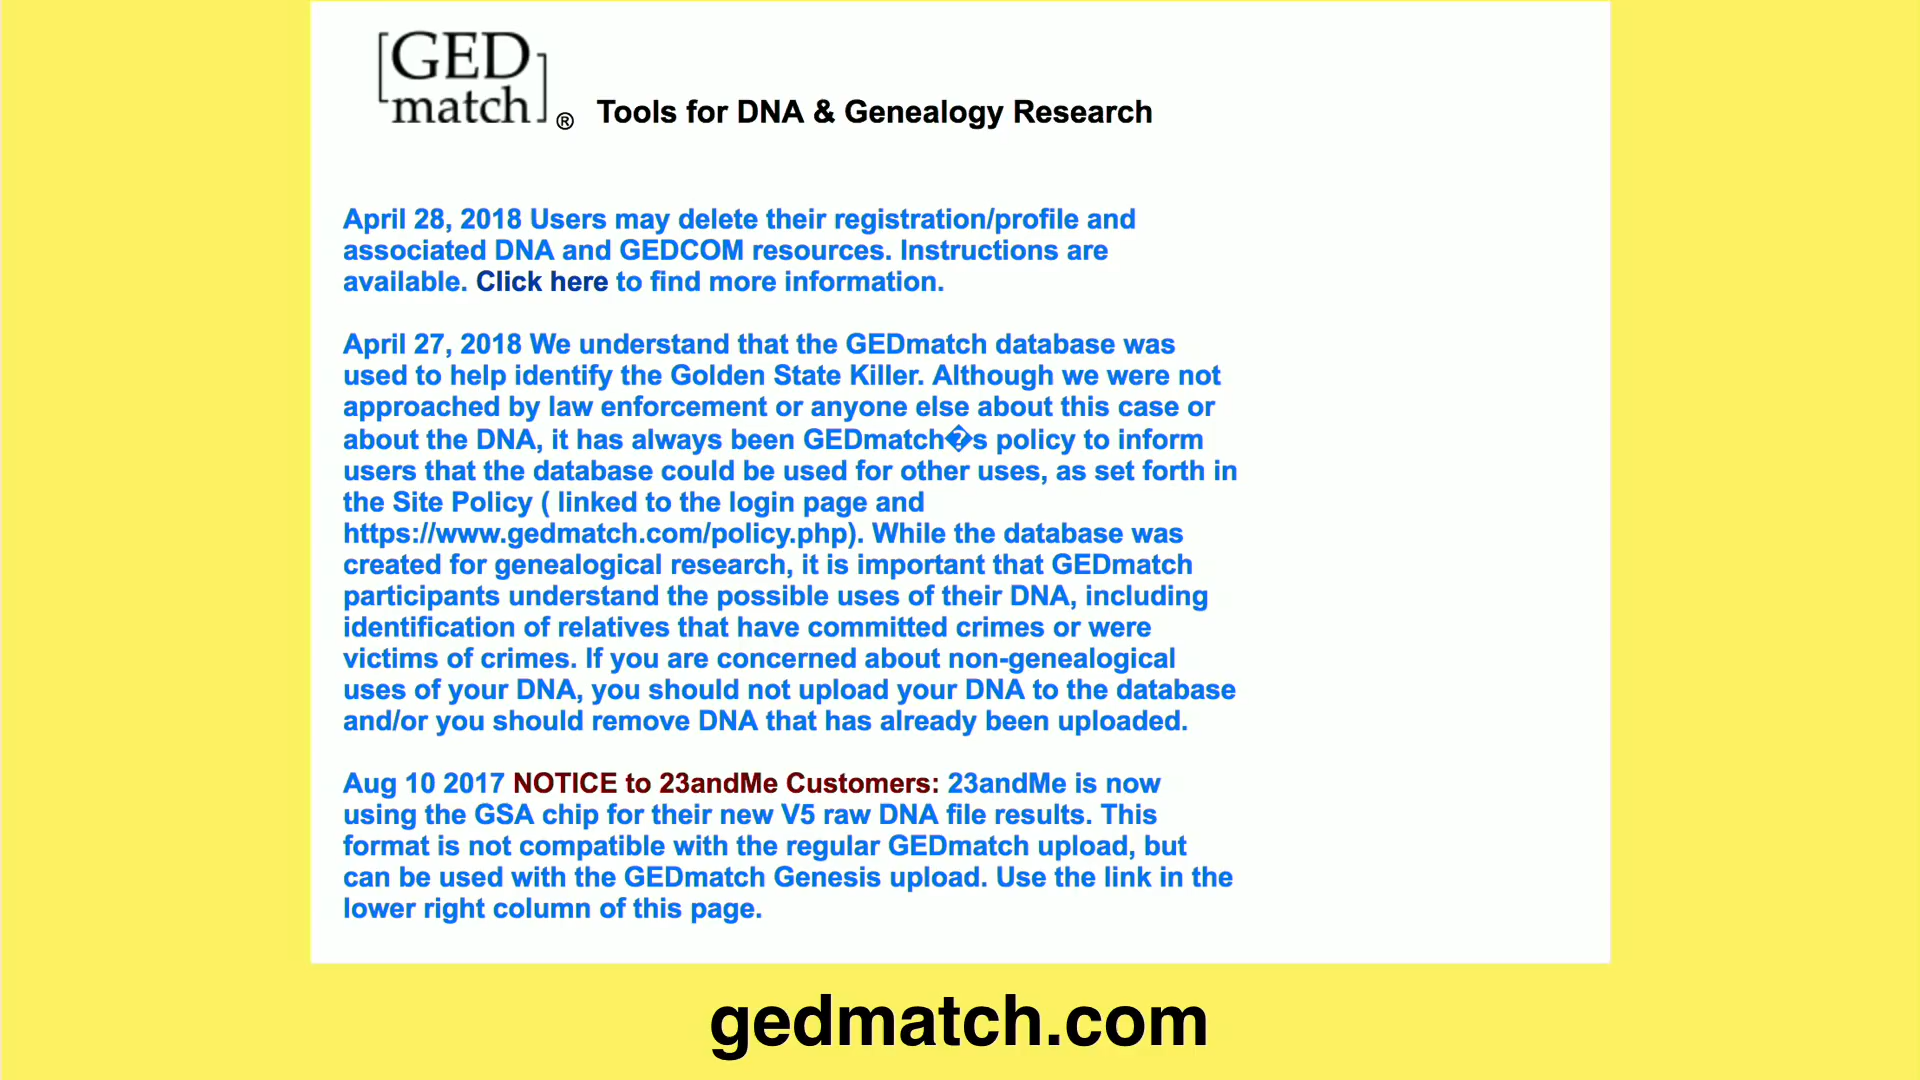 [GED
match]® Tools for DNA & Genealogy Research
April 28, 2018 Users may delete their registration/profile and
associated DNA and GEDCOM resources. Instructions are
available. Click here to find more information.
April 27, 2018 We understand that the GEDmatch database was
used to help identify the Golden State Killer. Although we were not
approached by law enforcement or anyone else about this case or
about the DNA, it has always been GEDmatch�s policy to inform
users that the database could be used for other uses, as set forth in
the Site Policy ( linked to the login page and
https://www.gedmatch.com/policy.php). While the database was
created for genealogical research, it is important that GEDmatch
participants understand the possible uses of their DNA, including
identification of relatives that have committed crimes or were
victims of crimes. If you are concerned about non-genealogical
uses of your DNA, you should not upload your DNA to the database
and/or you should remove DNA that has already been uploaded.
Aug 10 2017 NOTICE to 23andMe Customers: 23andMe is now
using the GSA chip for their new V5 raw DNA file results. This
format is not compatible with the regular GEDmatch upload, but
can be used with the GEDmatch Genesis upload. Use the link in the
lower right column of this page.
gedmatch.com